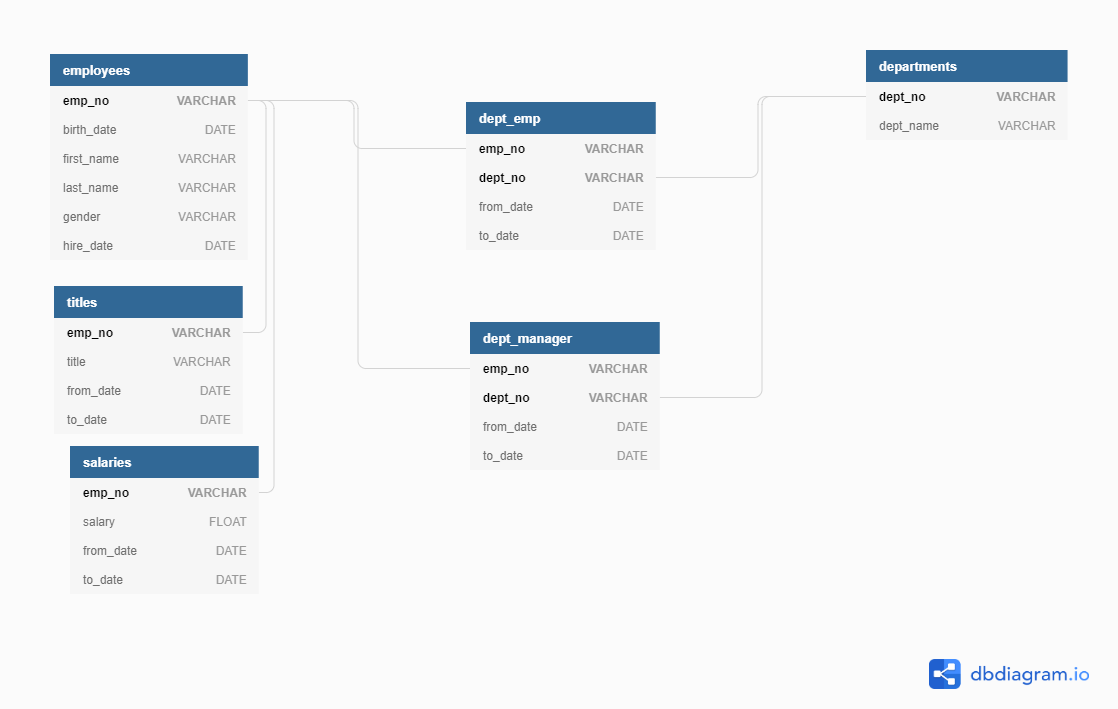 employees
emp_no VARCHAR
birth_date DATE
first_name VARCHAR
last_name VARCHAR
gender VARCHAR
hire_date DATE
titles
emp_no VARCHAR
title VARCHAR
from_date DATE
to_date DATE
salaries
emp_no VARCHAR
salary FLOAT
from_date DATE
to_date DATE
dept_emp
emp_no VARCHAR
dept_no VARCHAR
from_date DATE
to_date DATE
dept_manager
emp_no VARCHAR
dept_no VARCHAR
from_date DATE
to_date DATE
departments
dept_no VARCHAR
dept_name VARCHAR
dbdiagram.io